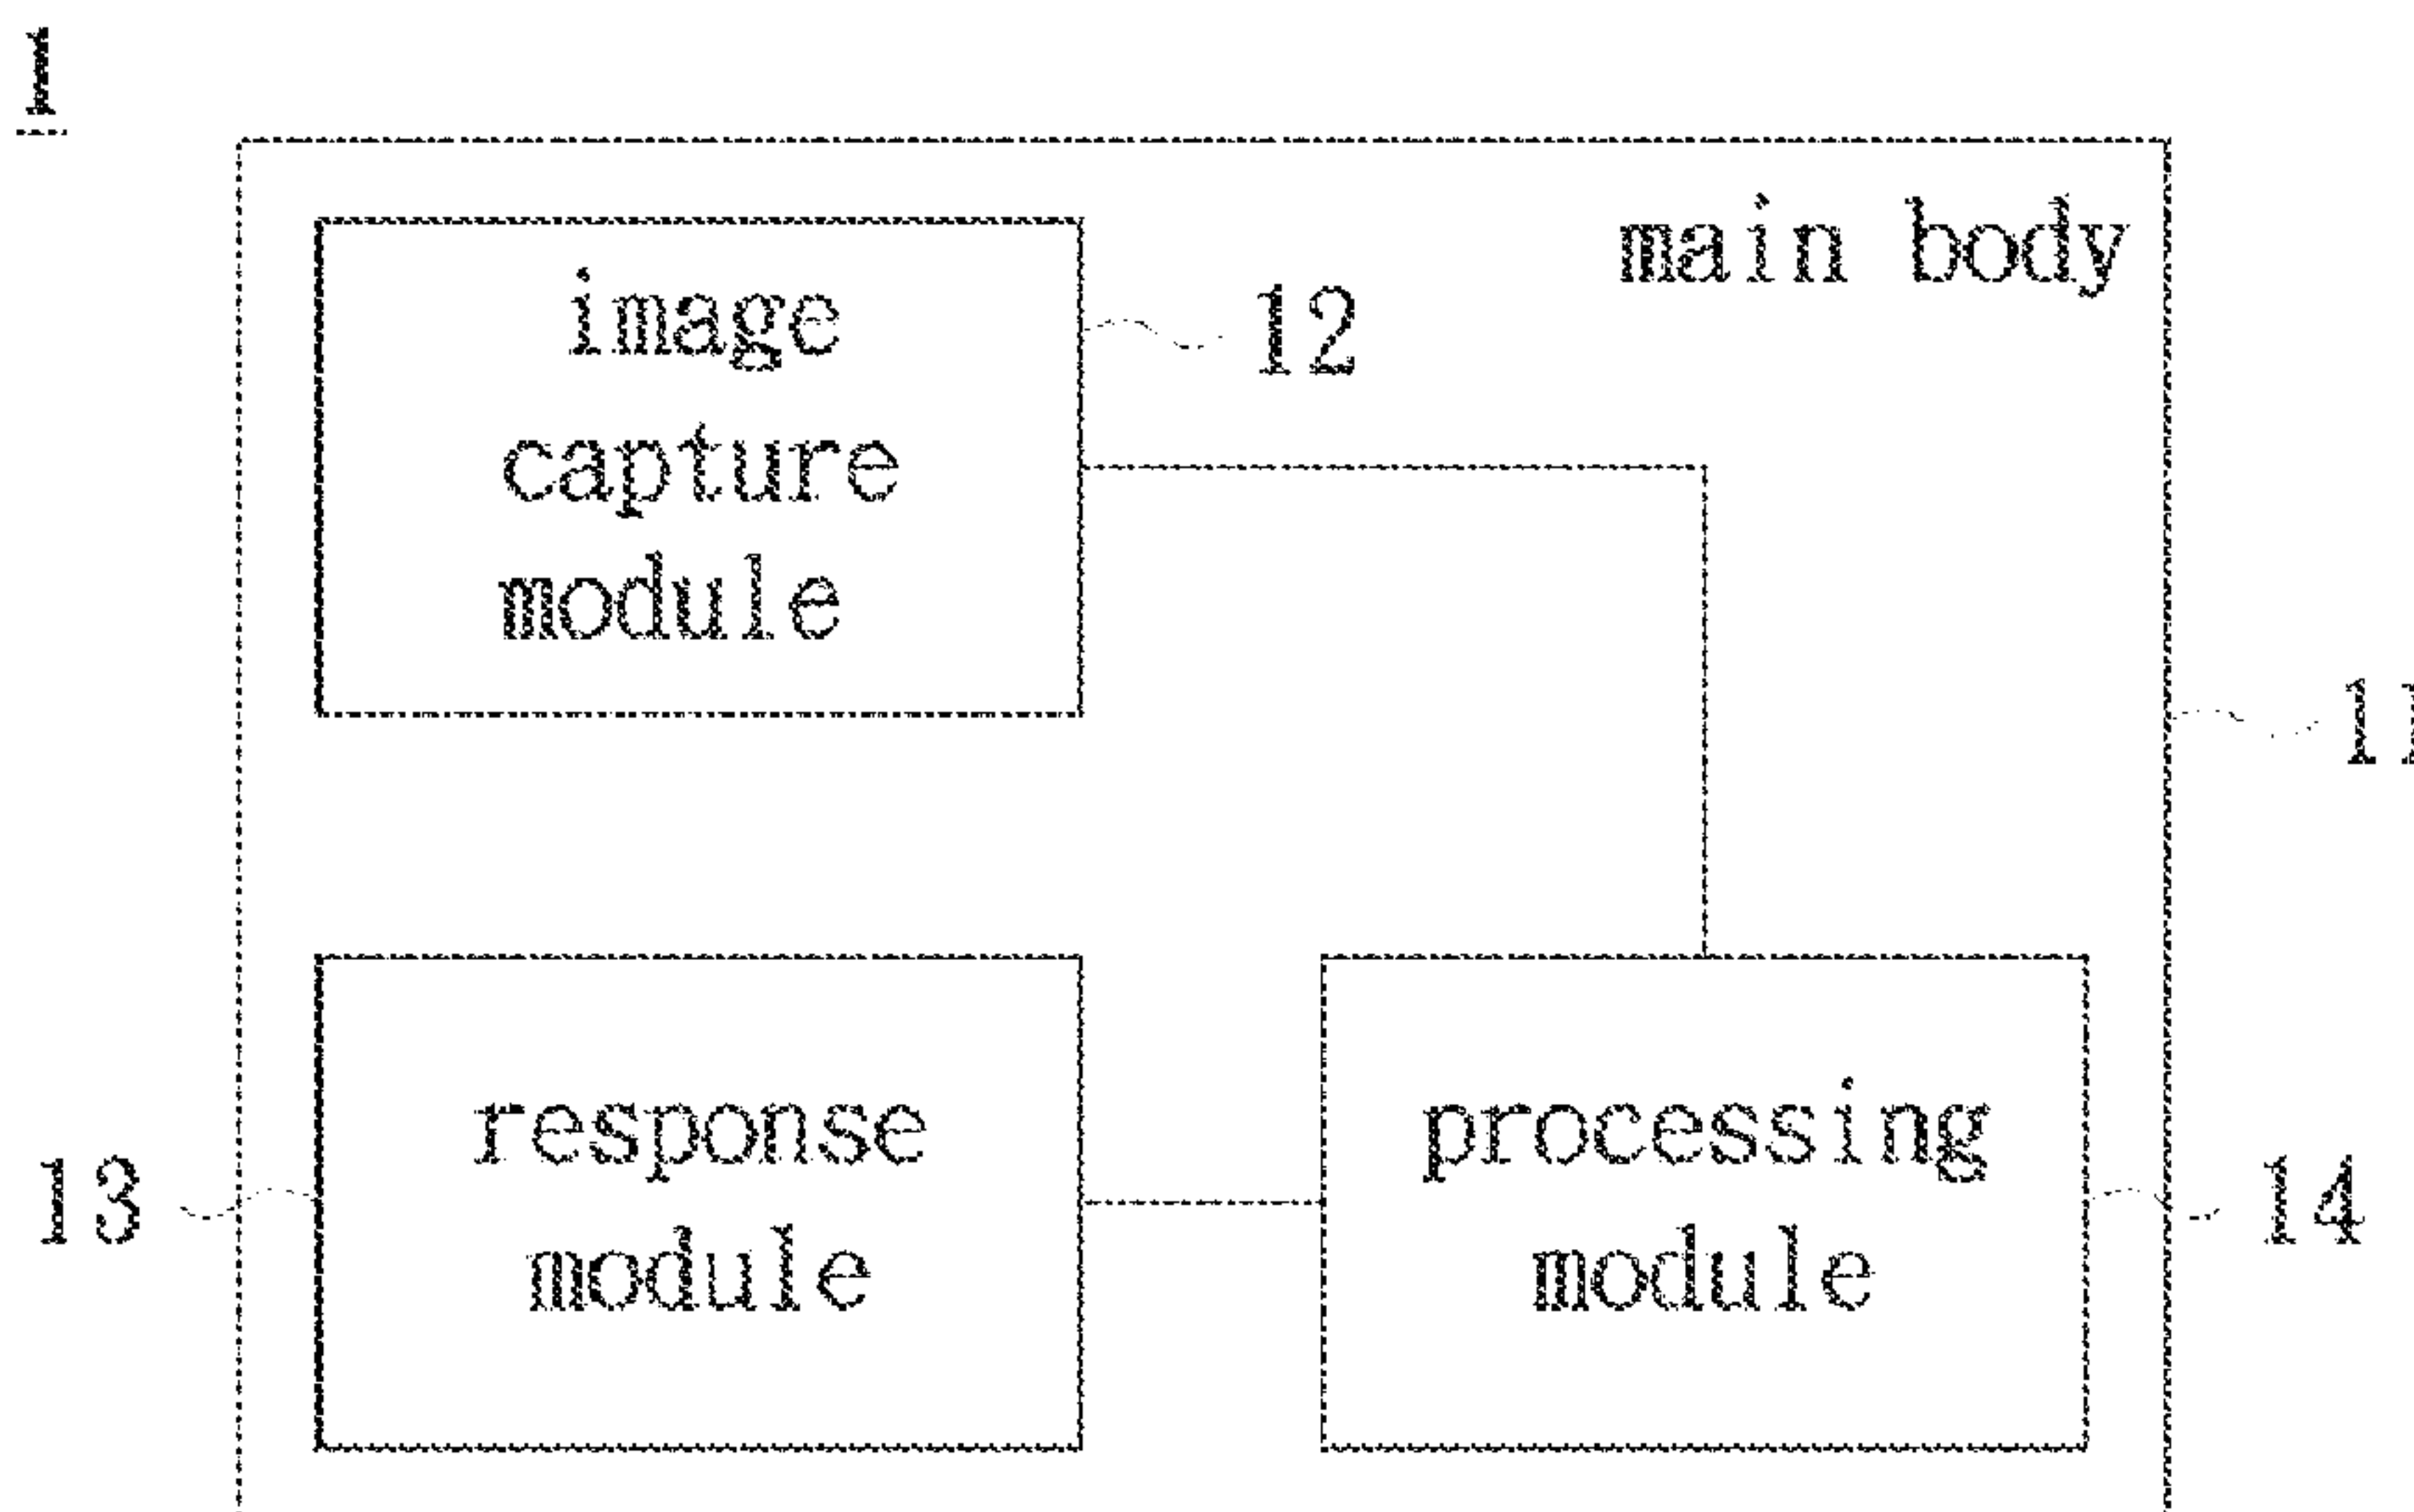 1
main body
image
capture
module
12
11
response
module
13
processing
module
14